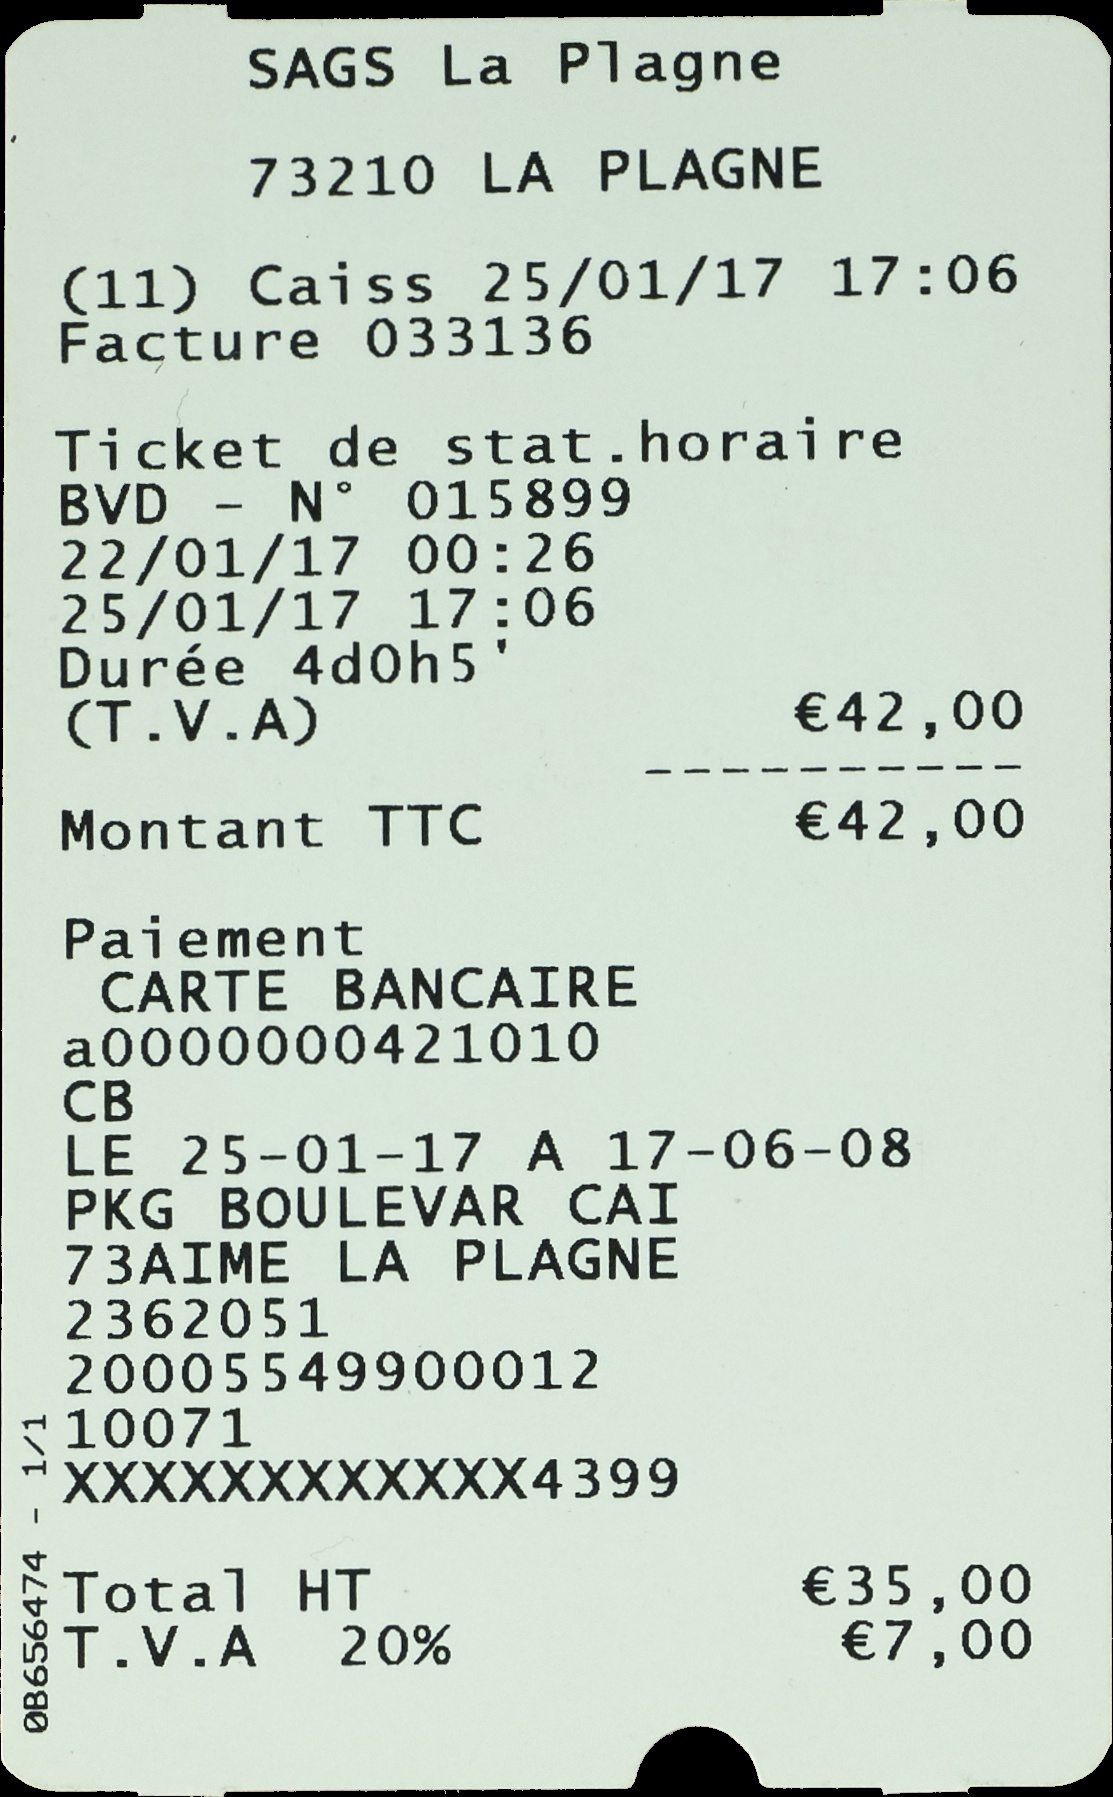 SAGS La Plagne
73210 LA PLAGNE
(11) Caiss 25/01/17 17:06
Facture 033136
Ticket de stat.horaire
BVD - N° 015899
22/01/17 00:26
25/01/17 17:06
Durée 4d0h5'
(T.V.A) €42,00
----------
Montant TTC €42,00
Paiement
CARTE BANCAIRE
a0000000421010
CB
LE 25-01-17 A 17-06-08
PKG BOULEVAR CAI
73AIME LA PLAGNE
2362051
20005549900012
10071
XXXXXXXXXXXX4399
Total HT €35,00
T.V.A 20% €7,00
0B656474 - 1/1